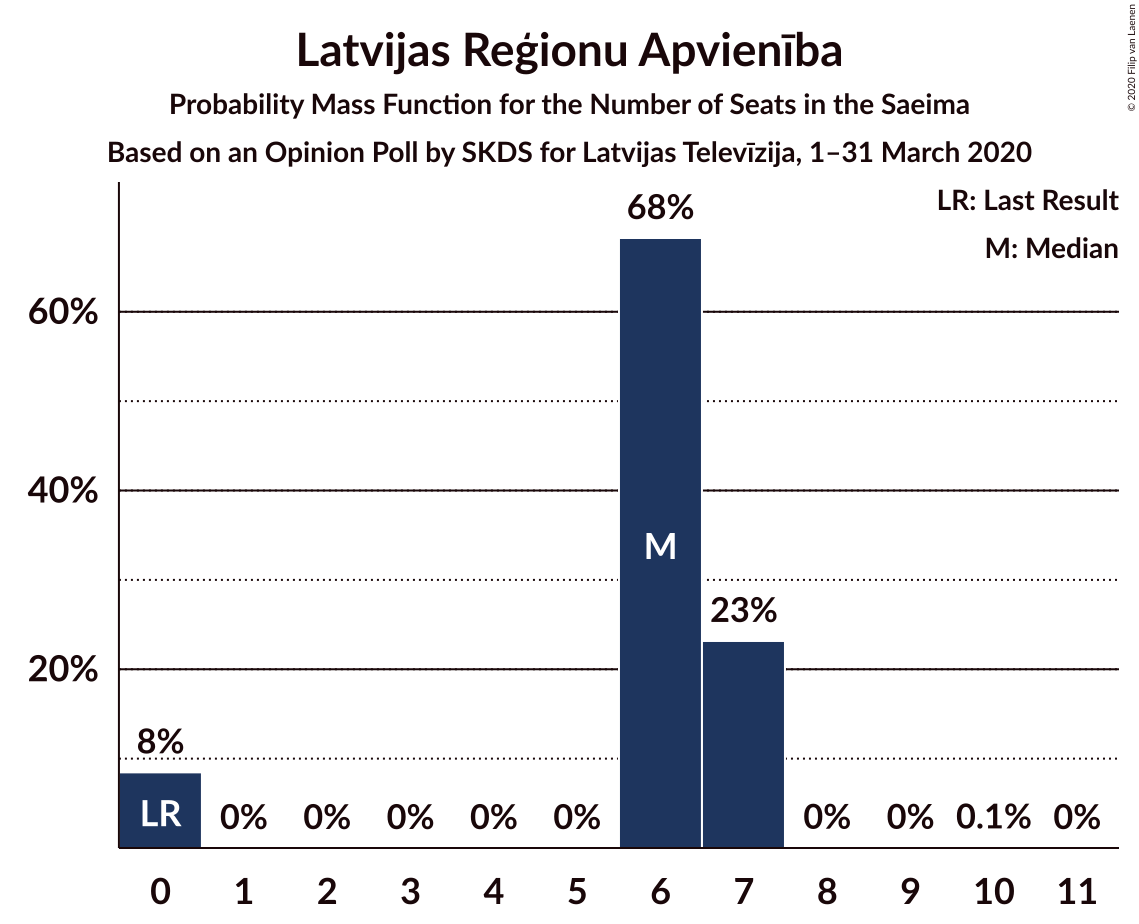 Latvijas Reģionu Apvienība
Probability Mass Function for the Number of Seats in the Saeima
Based on an Opinion Poll by SKDS for Latvijas Televīzija, 1–31 March 2020
© 2020 Filip van Laenen
LR: Last Result
M: Median
68%
60%
40%
M
23%
20%
8%
LR
0% 0% 0% 0% 0% 0% 0% 0.1% 0%
0 1 2 3 4 5 6 7 8 9 10 11